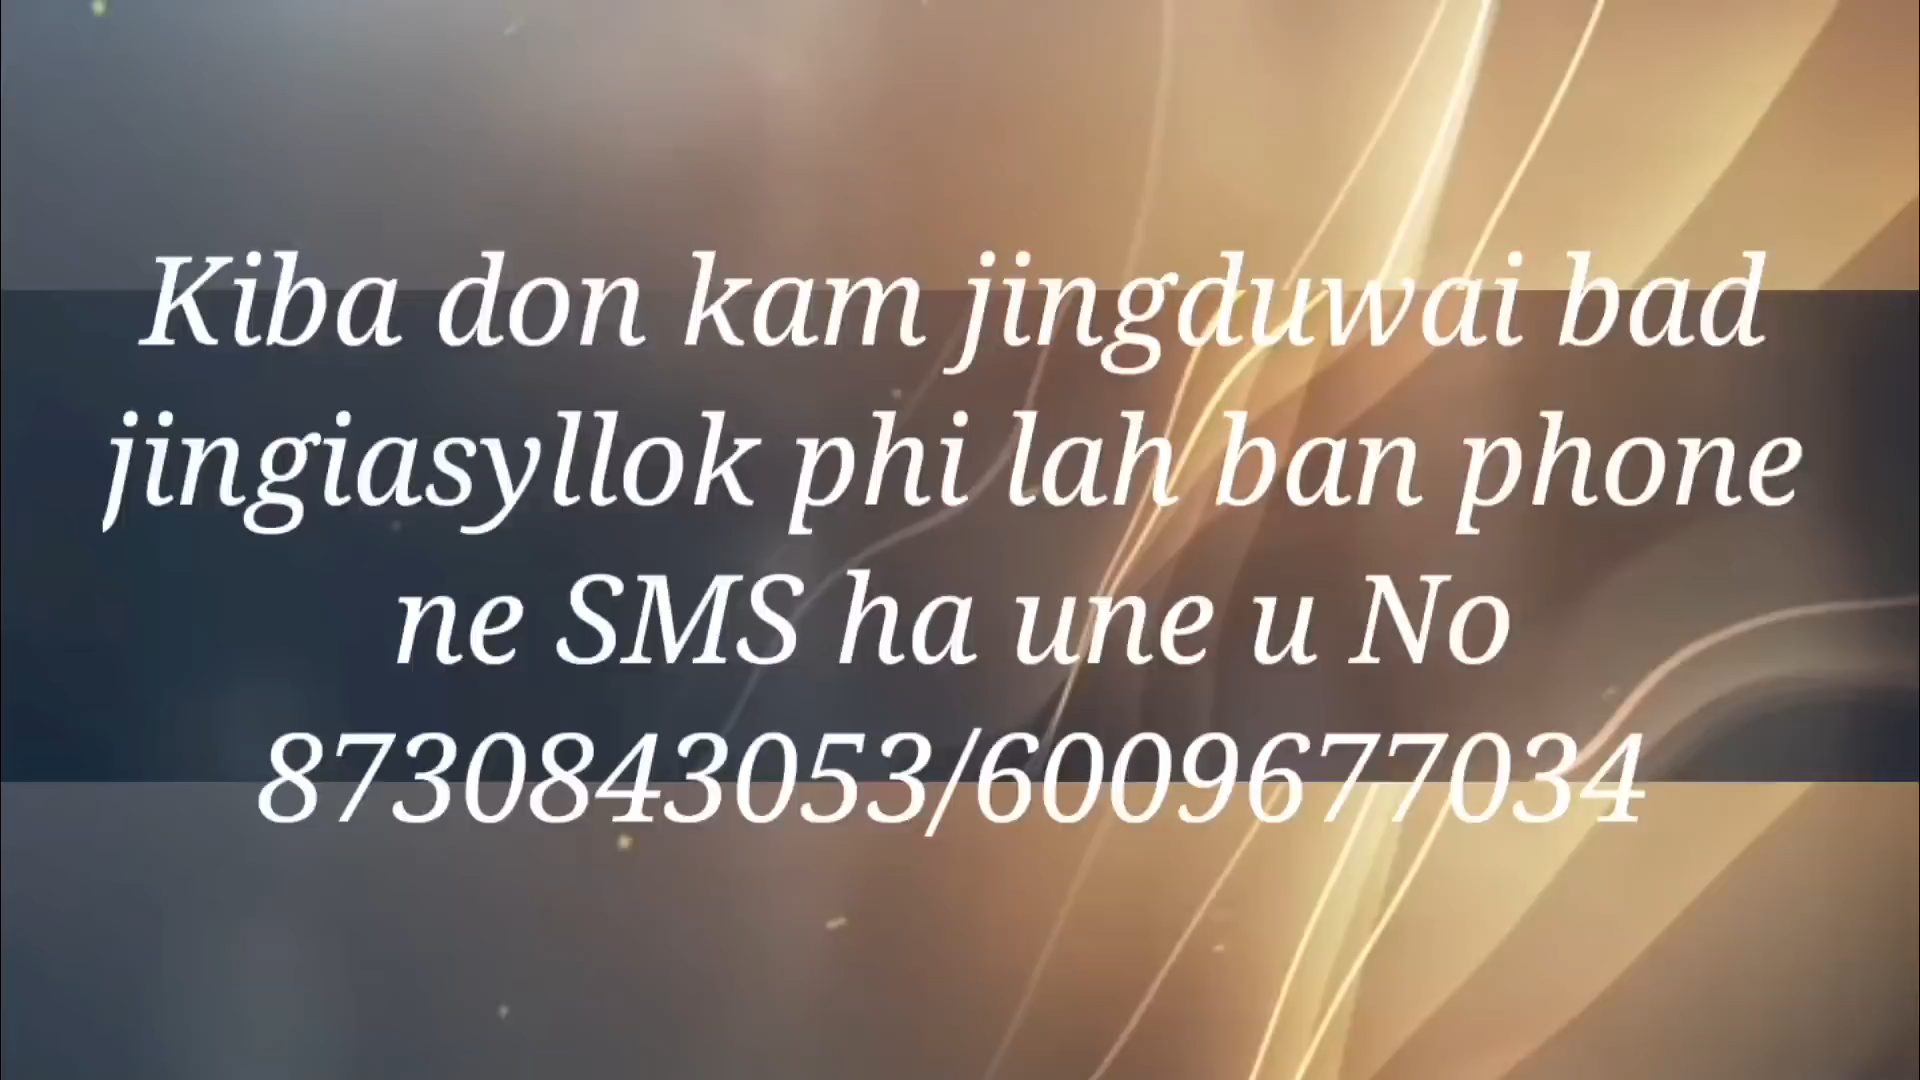 Kiba don kam jingduwai bad
jingiasyllok phi lah ban phone
ne SMS ha une u No
8730843053/6009677034